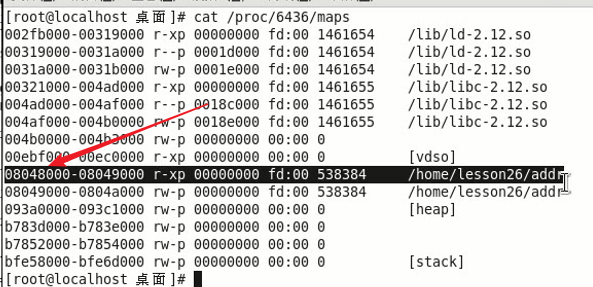 [root@localhost 桌面]# cat /proc/6436/maps
002fb000-00319000 r-xp 00000000 fd:00 1461654    /lib/ld-2.12.so
00319000-0031a000 r--p 0001d000 fd:00 1461654    /lib/ld-2.12.so
0031a000-0031b000 rw-p 0001e000 fd:00 1461654    /lib/ld-2.12.so
00321000-004ad000 r-xp 00000000 fd:00 1461655    /lib/libc-2.12.so
004ad000-004af000 r--p 0018c000 fd:00 1461655    /lib/libc-2.12.so
004af000-004b0000 rw-p 0018e000 fd:00 1461655    /lib/libc-2.12.so
004b0000-004b3000 rw-p 00000000 00:00 0
00ebf000-00ec0000 r-xp 00000000 00:00 0          [vdso]
08048000-08049000 r-xp 00000000 fd:00 538384     /home/lesson26/addr
08049000-0804a000 rw-p 00000000 fd:00 538384     /home/lesson26/addr
093a0000-093c1000 rw-p 00000000 00:00 0          [heap]
b783d000-b783e000 rw-p 00000000 00:00 0
b7852000-b7854000 rw-p 00000000 00:00 0
bfe58000-bfe6d000 rw-p 00000000 00:00 0          [stack]
[root@localhost 桌面]#